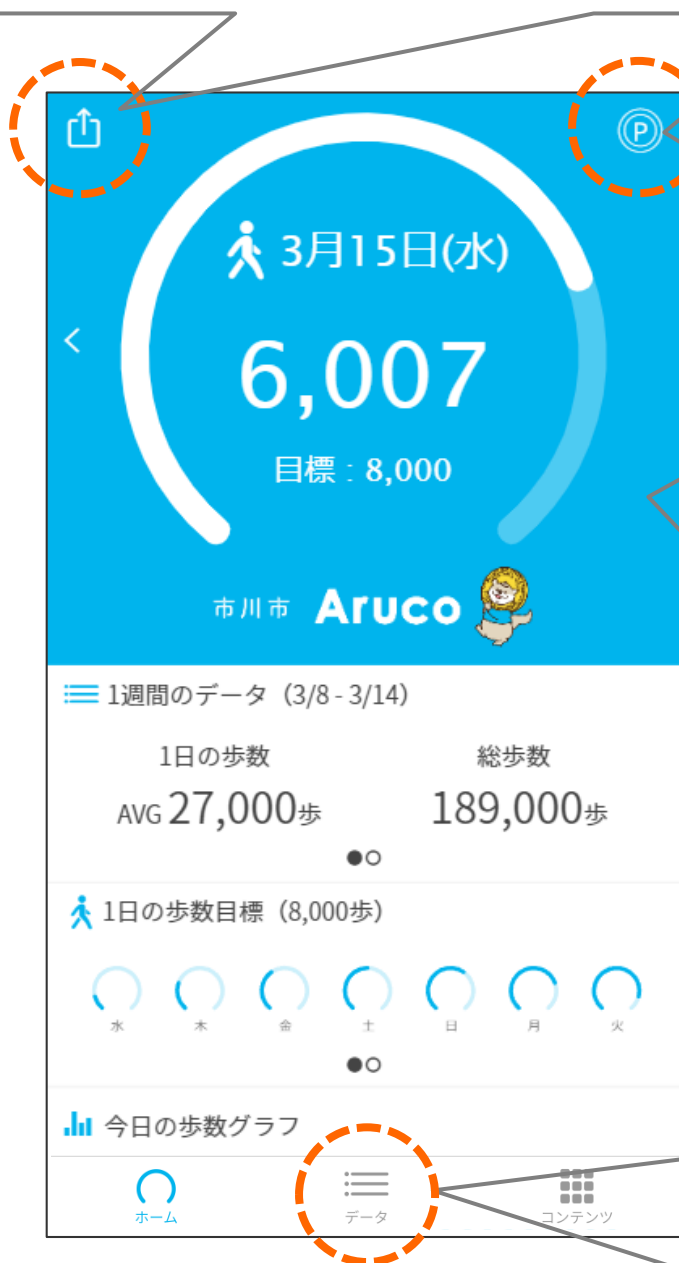 P
3月15日(水)
6,007
目標：8,000
市川市 Aruco
1週間のデータ（3/8 - 3/14）
1日の歩数 総歩数
AVG 27,000歩 189,000歩
1日の歩数目標（8,000歩）
水 木 金 土 日 月 火
今日の歩数グラフ
ホーム データ コンテンツ